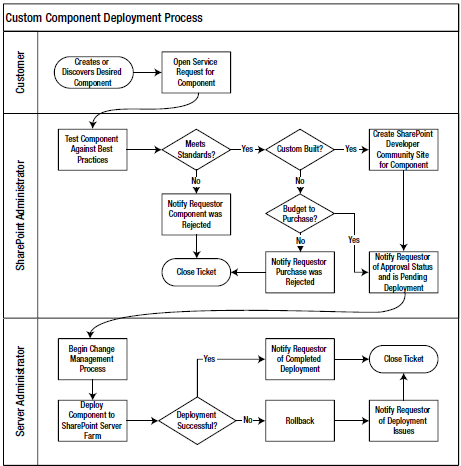 Custom Component Deployment Process
Customer
Creates or
Discovers Desired
Component
Open Service
Request for
Component
SharePoint Administrator
Test Component
Against Best
Practices
Meets
Standards?
Yes
Custom Built?
Yes
Create SharePoint
Developer
Community Site
for Component
No
No
Notify Requestor
Component was
Rejected
Budget to
Purchase?
Yes
No
Close Ticket
Notify Requestor
Purchase was
Rejected
Notify Requestor
of Approval Status
and is Pending
Deployment
Server Administrator
Begin Change
Management
Process
Yes
Notify Requestor
of Completed
Deployment
Close Ticket
Deploy
Component to
SharePoint Server
Farm
Deployment
Successful?
No
Rollback
Notify Requestor
of Deployment
Issues